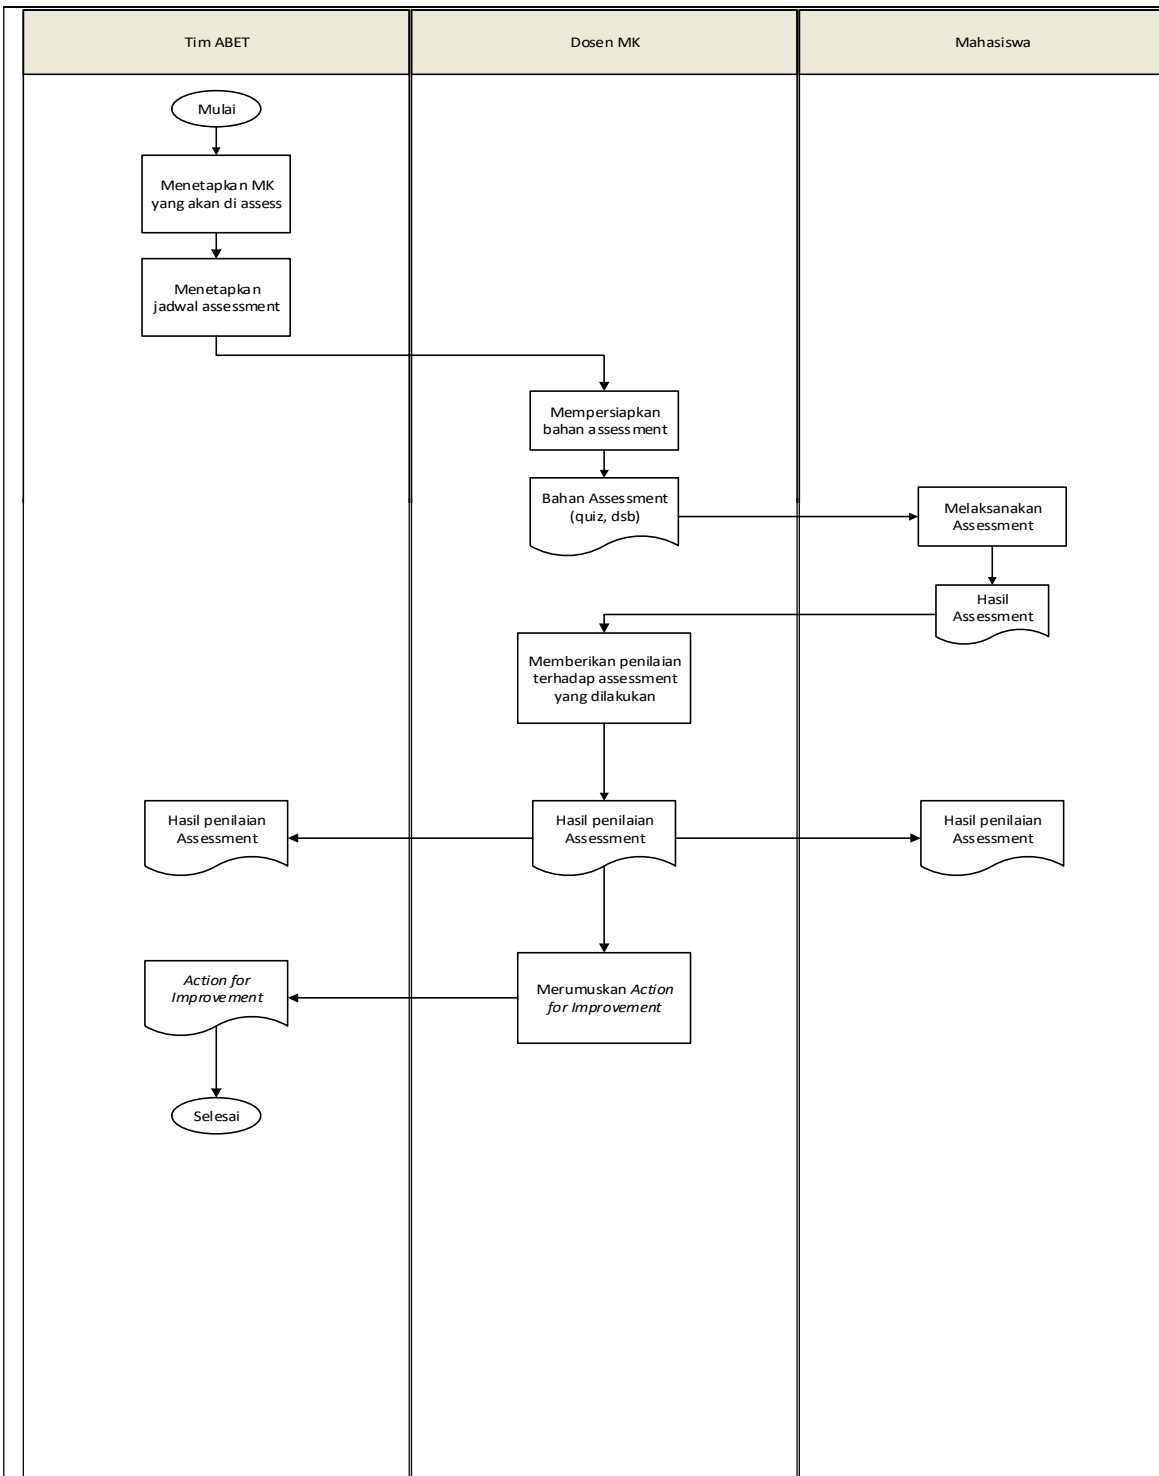 Tim ABET
Dosen MK
Mahasiswa
Mulai
Menetapkan MK
yang akan di assess
Menetapkan
jadwal assessment
Mempersiapkan
bahan assessment
Bahan Assessment
(quiz, dsb)
Melaksanakan
Assessment
Hasil
Assessment
Memberikan penilaian
terhadap assessment
yang dilakukan
Hasil penilaian
Assessment
Hasil penilaian
Assessment
Hasil penilaian
Assessment
Action for
Improvement
Merumuskan Action
for Improvement
Selesai